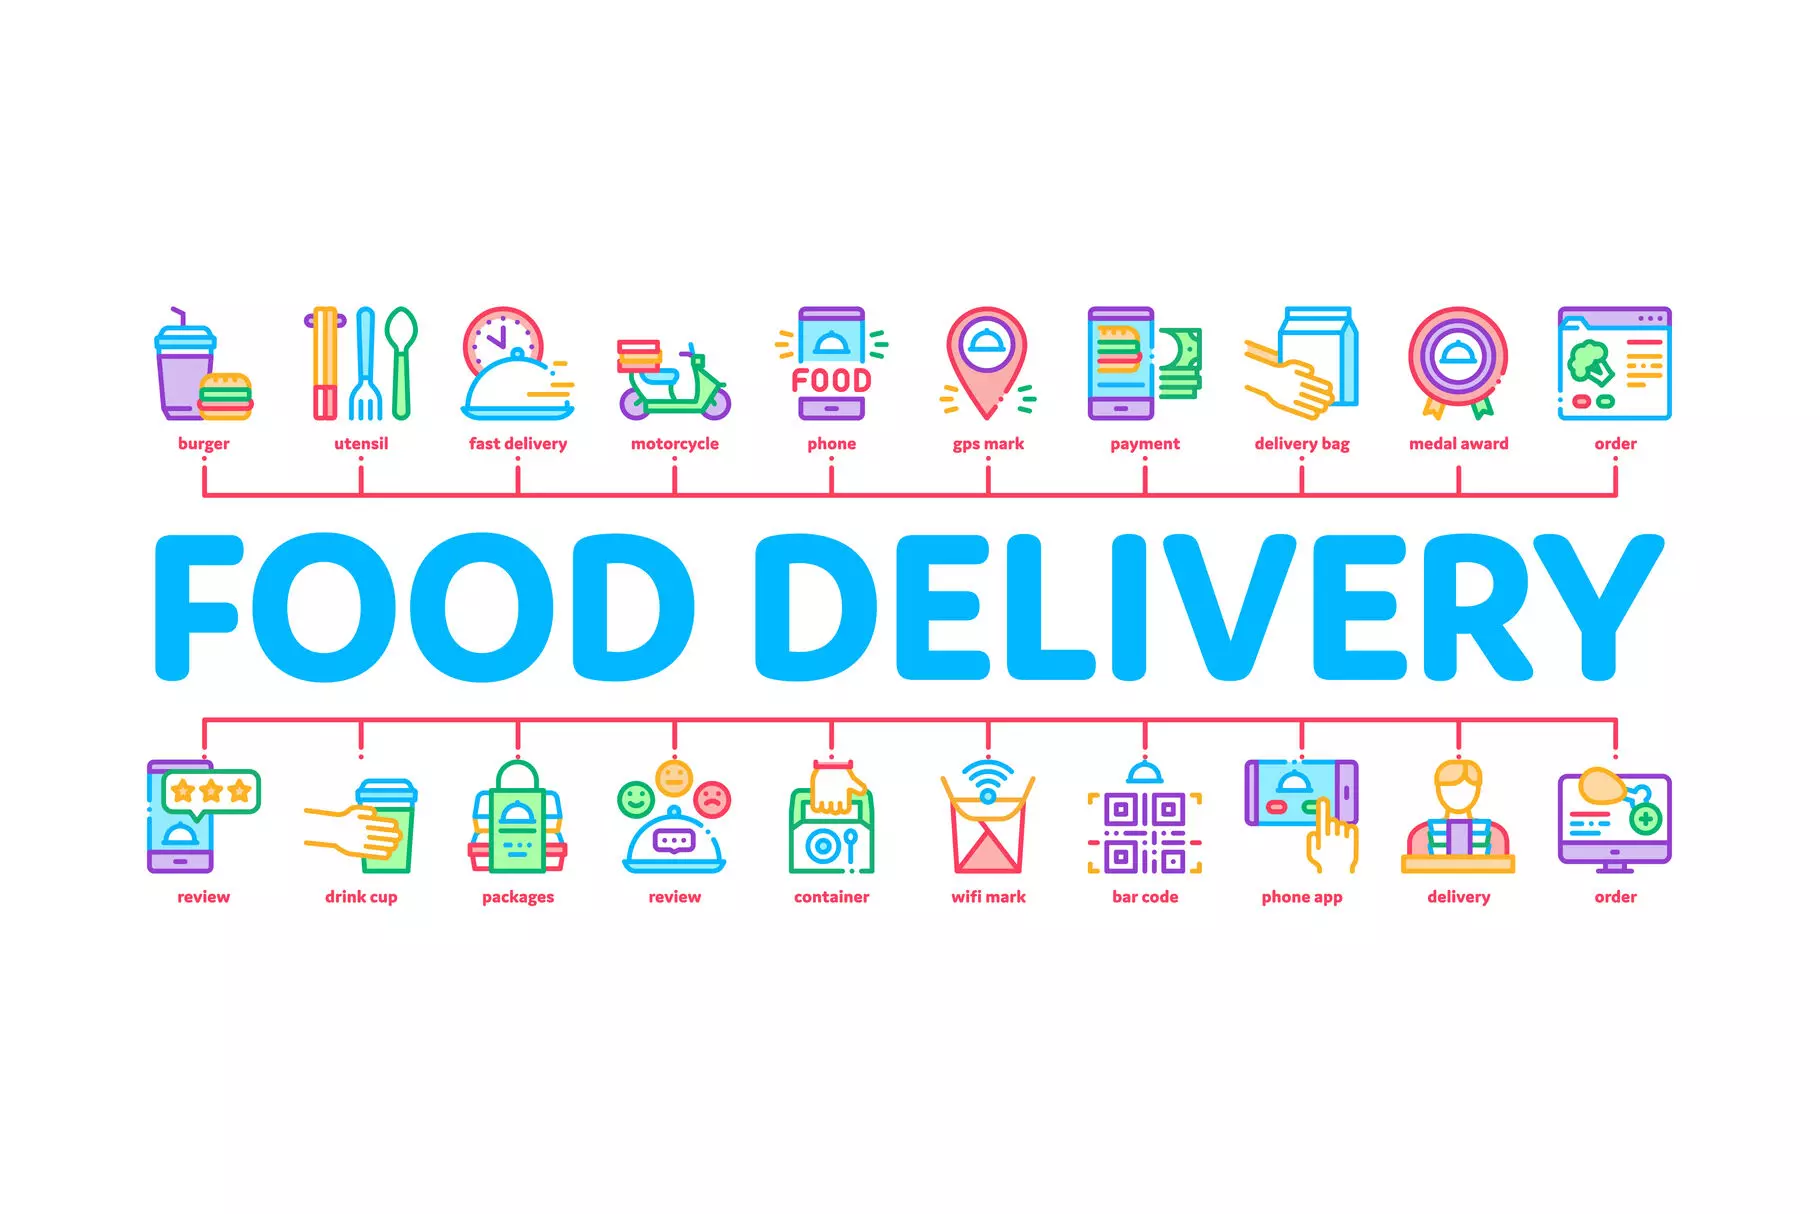 FOOD
burger utensil fast delivery motorcycle phone gps mark payment delivery bag medal award order
FOOD DELIVERY
review drink cup packages review container wifi mark bar code phone app delivery order